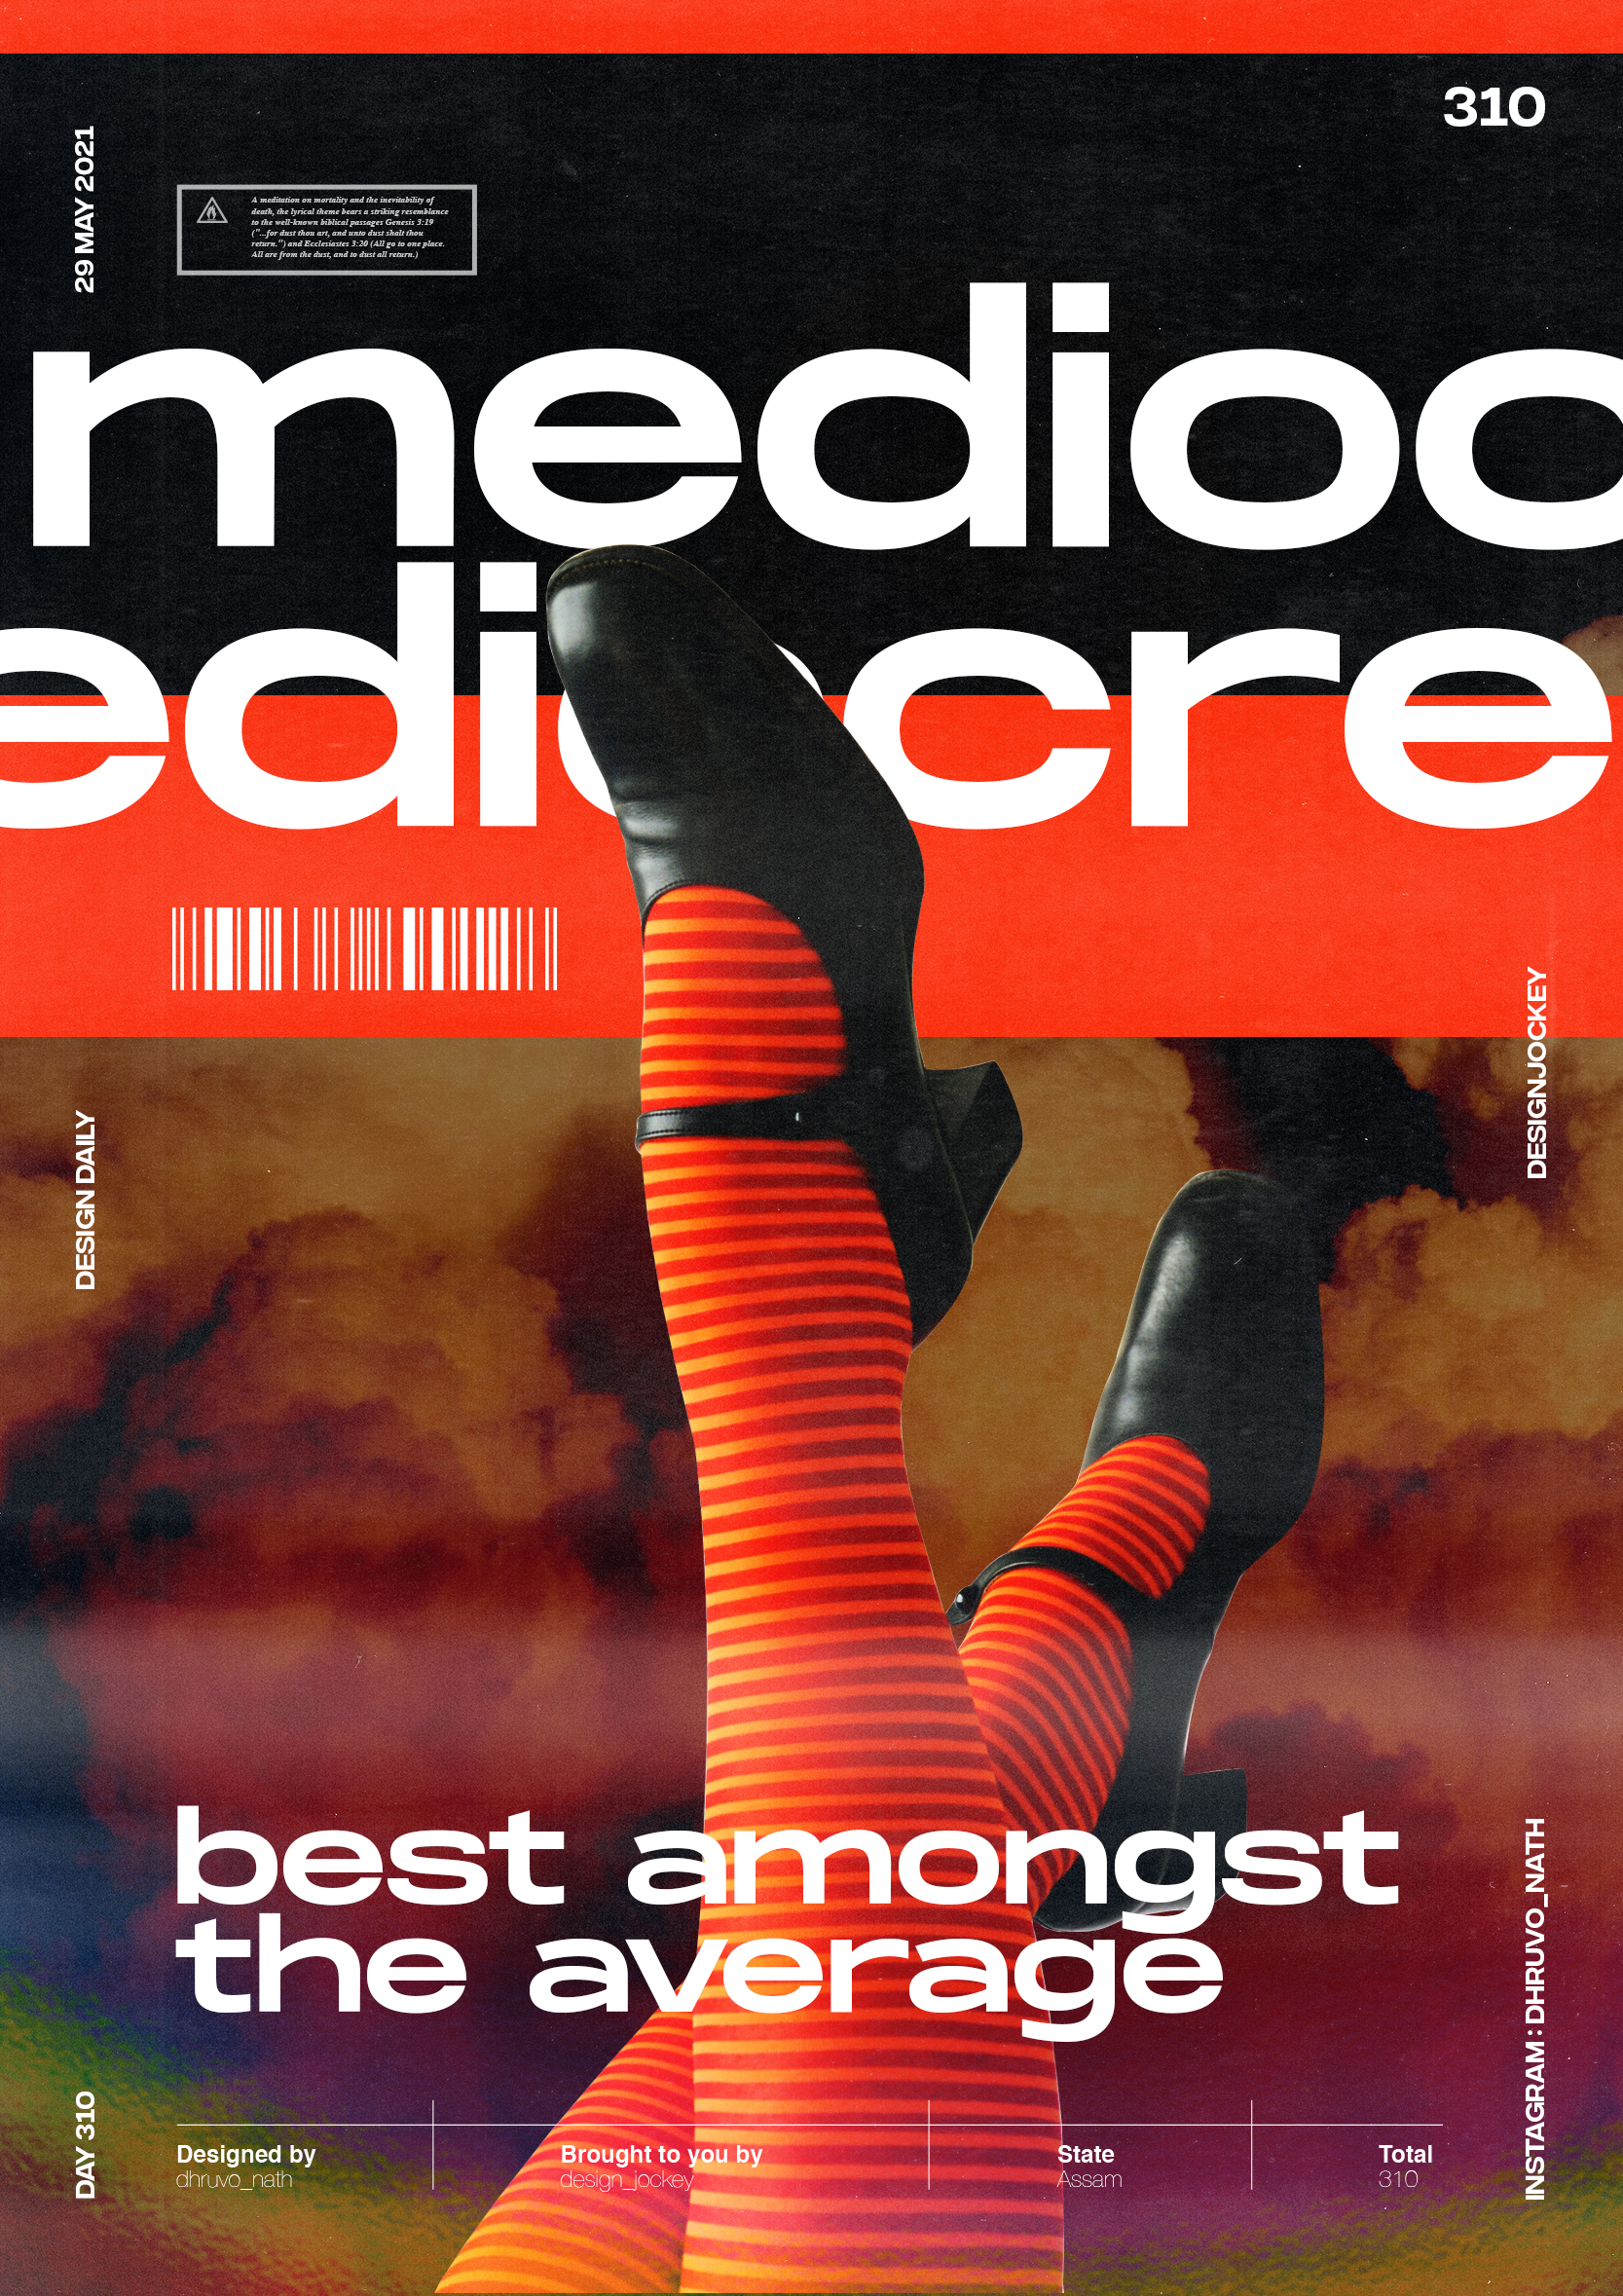 310
29 MAY 2021
A meditation on mortality and the inevitability of
death, the lyrical theme bears a striking resemblance
to the well-known biblical passages Genesis 3:19
("...for dust thou art, and unto dust shalt thou
return.") and Ecclesiastes 3:20 (All go to one place.
All are from the dust, and to dust all return.)
medioc
ediocre
DESIGNJOCKEY
DESIGN DAILY
best amongst
the average
INSTAGRAM : DHRUVO_NATH
DAY 310
Designed by
dhruvo_nath
Brought to you by
design_jockey
State
Assam
Total
310